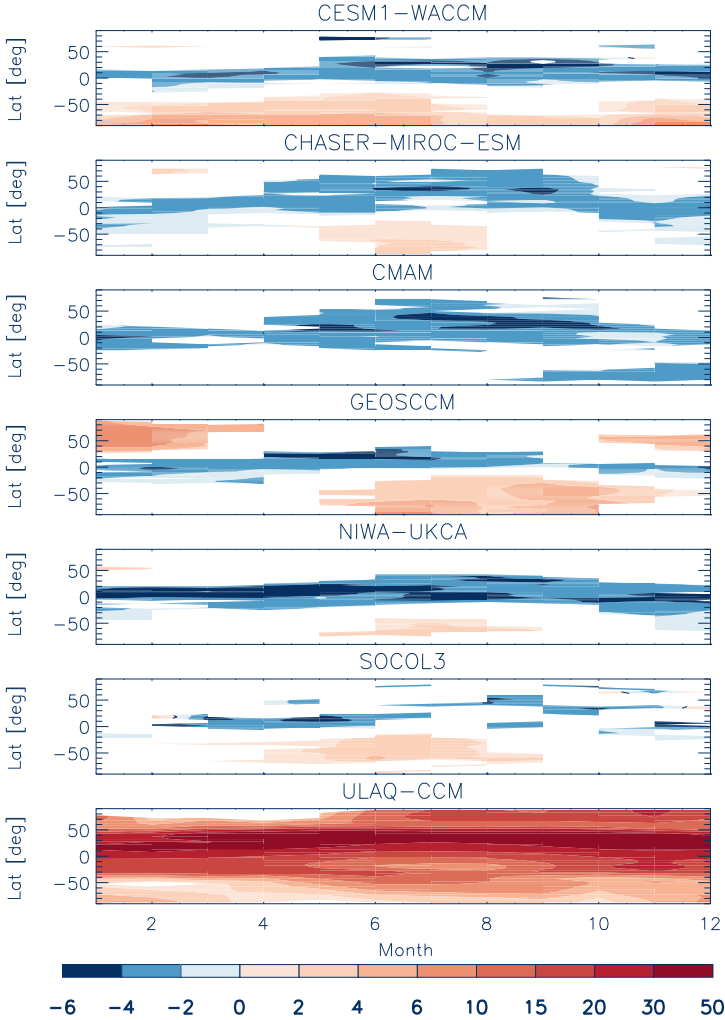 CESM1-WACCM
Lat [deg]
50
0
-50
CHASER-MIROC-ESM
Lat [deg]
50
0
-50
CMAM
Lat [deg]
50
0
-50
GEOSCCM
Lat [deg]
50
0
-50
NIWA-UKCA
Lat [deg]
50
0
-50
SOCOL3
Lat [deg]
50
0
-50
ULAQ-CCM
Lat [deg]
50
0
-50
2 4 6 8 10 12
Month
-6 -4 -2 0 2 4 6 10 15 20 30 50